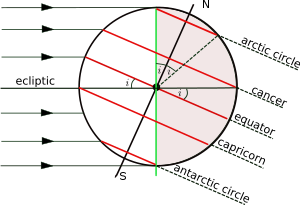 N
arctic circle
i
i
ecliptic
i
i
cancer
equator
capricorn
S
antarctic circle